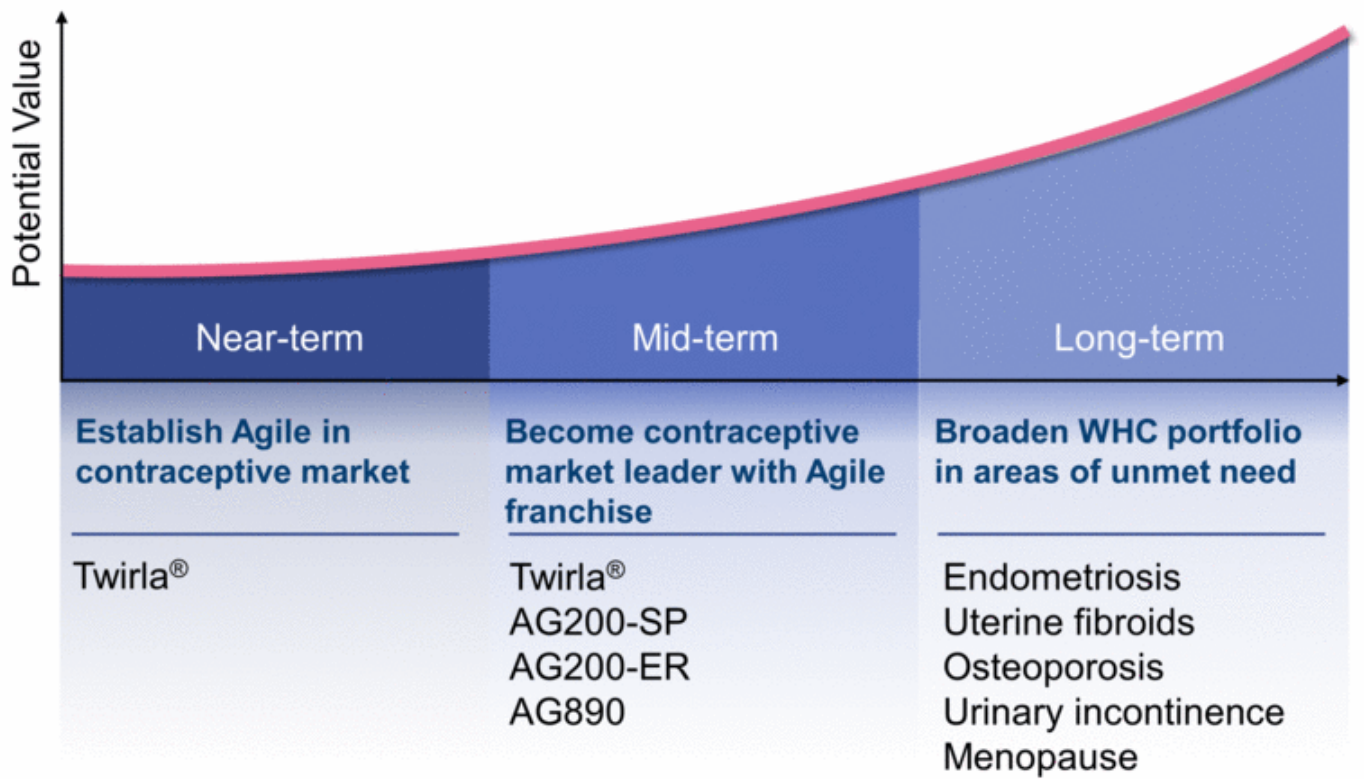 Potential Value
Near-term
Mid-term
Long-term
Establish Agile in
contraceptive market
Twirla®
Become contraceptive
market leader with Agile
franchise
Twirla®
AG200-SP
AG200-ER
AG890
Broaden WHC portfolio
in areas of unmet need
Endometriosis
Uterine fibroids
Osteoporosis
Urinary incontinence
Menopause